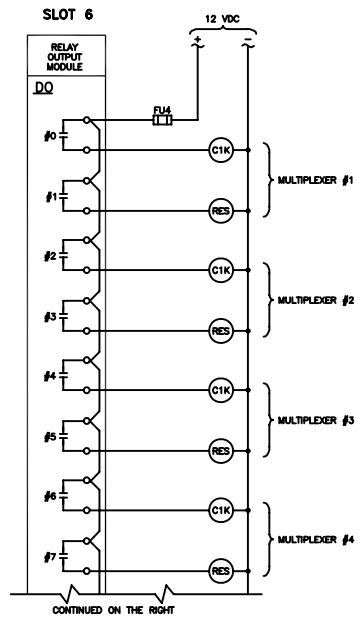 SLOT 6
12 VDC
+ −
RELAY
OUTPUT
MODULE
DO
FU4
#0
C1K
MULTIPLEXER #1
#1
RES
#2
C1K
MULTIPLEXER #2
#3
RES
#4
C1K
MULTIPLEXER #3
#5
RES
#6
C1K
MULTIPLEXER #4
#7
RES
CONTINUED ON THE RIGHT